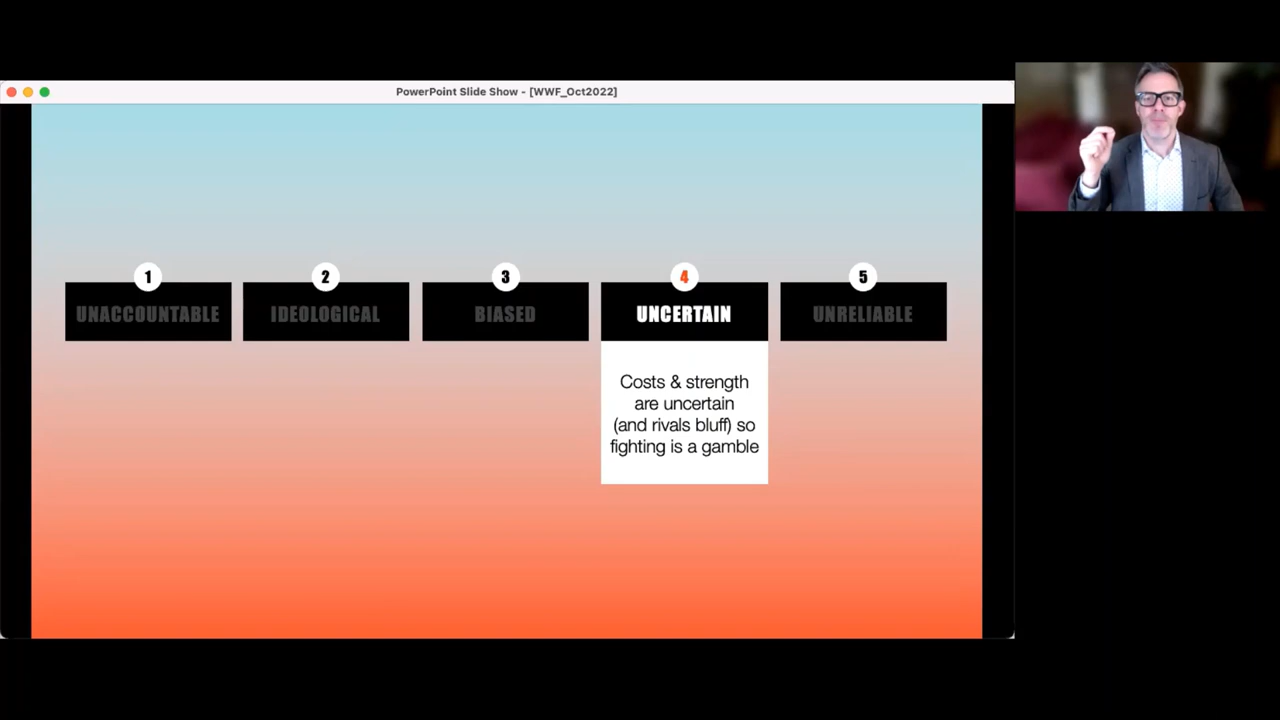 PowerPoint Slide Show - [WWF_Oct2022]
1
UNACCOUNTABLE
2
IDEOLOGICAL
3
BIASED
4
UNCERTAIN
Costs & strength
are uncertain
(and rivals bluff) so
fighting is a gamble
5
UNRELIABLE